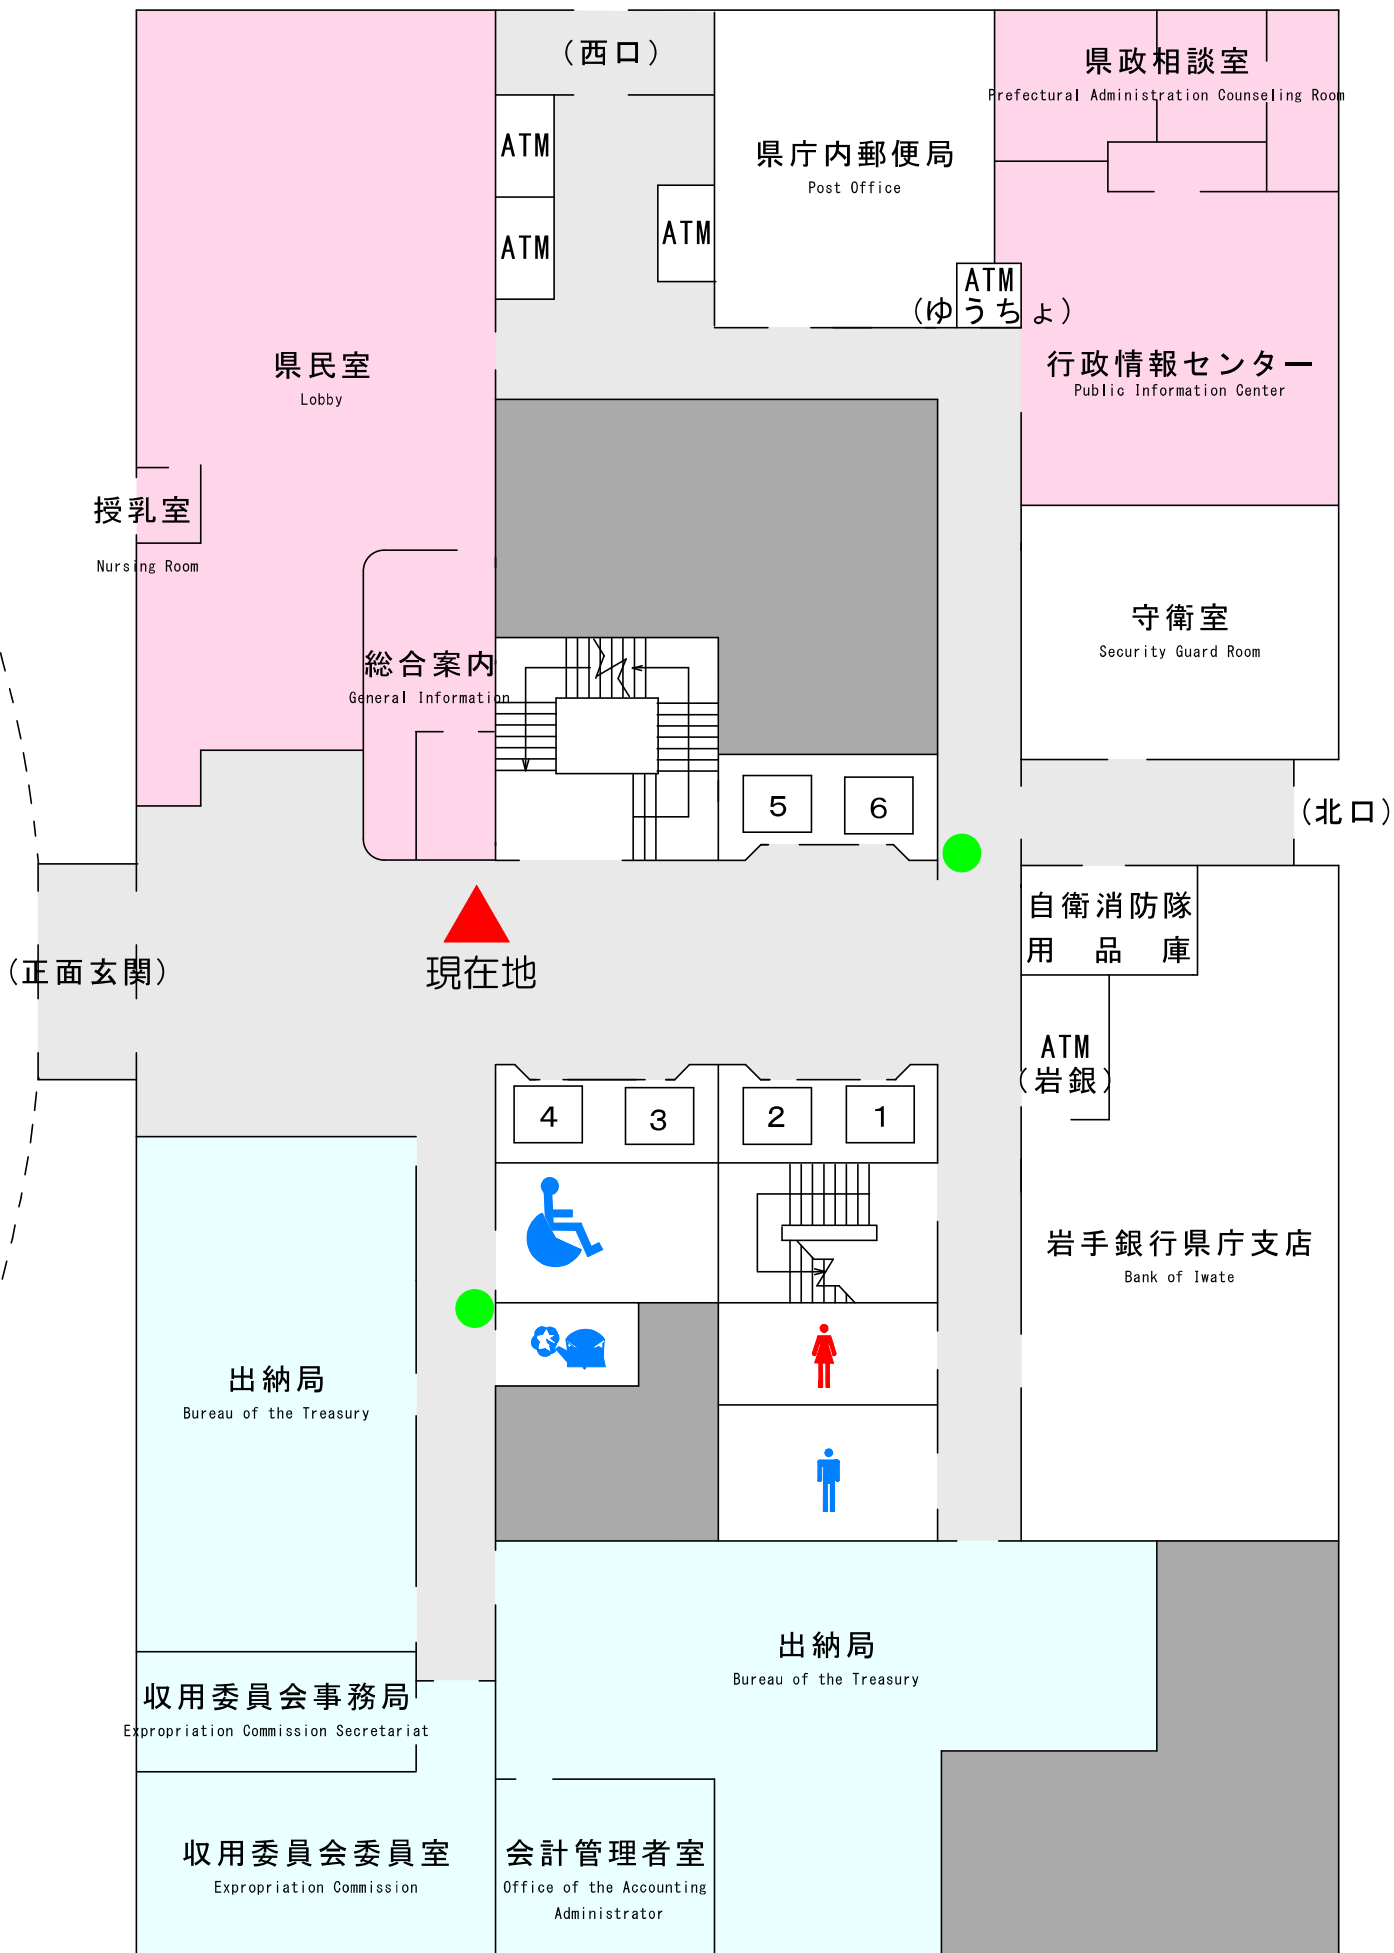 （西口）
県政相談室
Prefectural Administration Counseling Room
ATM
県庁内郵便局
Post Office
ATM
ATM
ATM
（ゆうちょ）
県民室
Lobby
行政情報センター
Public Information Center
授乳室
Nursing Room
守衛室
Security Guard Room
総合案内
General Information
5
6
（北口）
自衛消防隊
用品庫
（正面玄関）
現在地
ATM
（岩銀）
4
3
2
1
岩手銀行県庁支店
Bank of Iwate
出納局
Bureau of the Treasury
出納局
Bureau of the Treasury
収用委員会事務局
Expropriation Commission Secretariat
収用委員会委員室
Expropriation Commission
会計管理者室
Office of the Accounting
Administrator